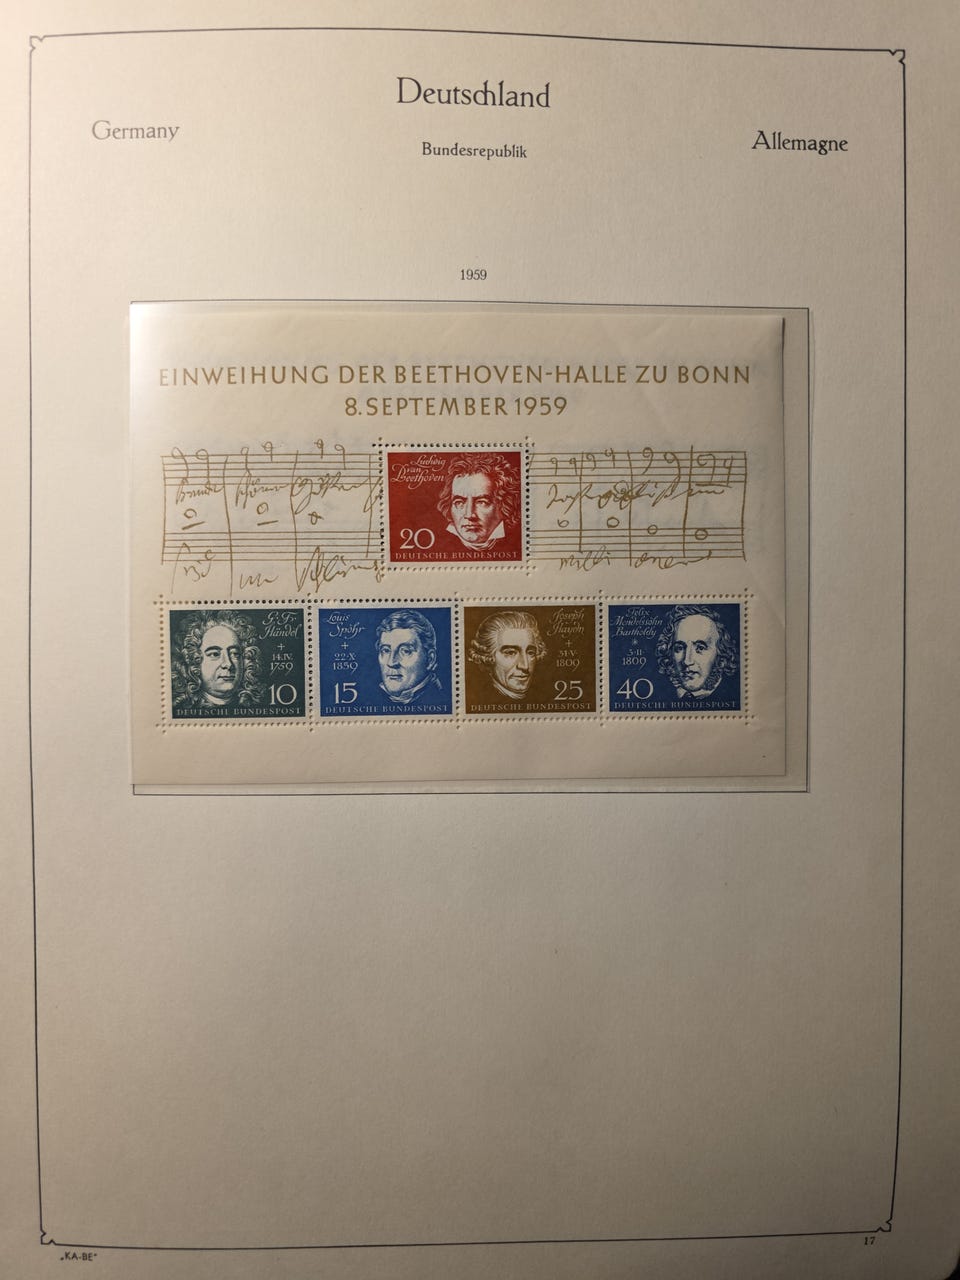 Deutschland
Germany
Allemagne
Bundesrepublik
1959
EINWEIHUNG DER BEETHOVEN-HALLE ZU BONN
8. SEPTEMBER 1959
Ludwig
van
Beethoven
20
DEUTSCHE BUNDESPOST
G. F.
Händel
+
14.IV.
1759
10
DEUTSCHE BUNDESPOST
Louis
Spohr
+
22·X·
1859
15
DEUTSCHE BUNDESPOST
Joseph
Haydn
+
31·V·
1809
25
DEUTSCHE BUNDESPOST
Felix
Mendelssohn
Bartholdy
*
3·II·
1809
40
DEUTSCHE BUNDESPOST
„KA-BE“
17